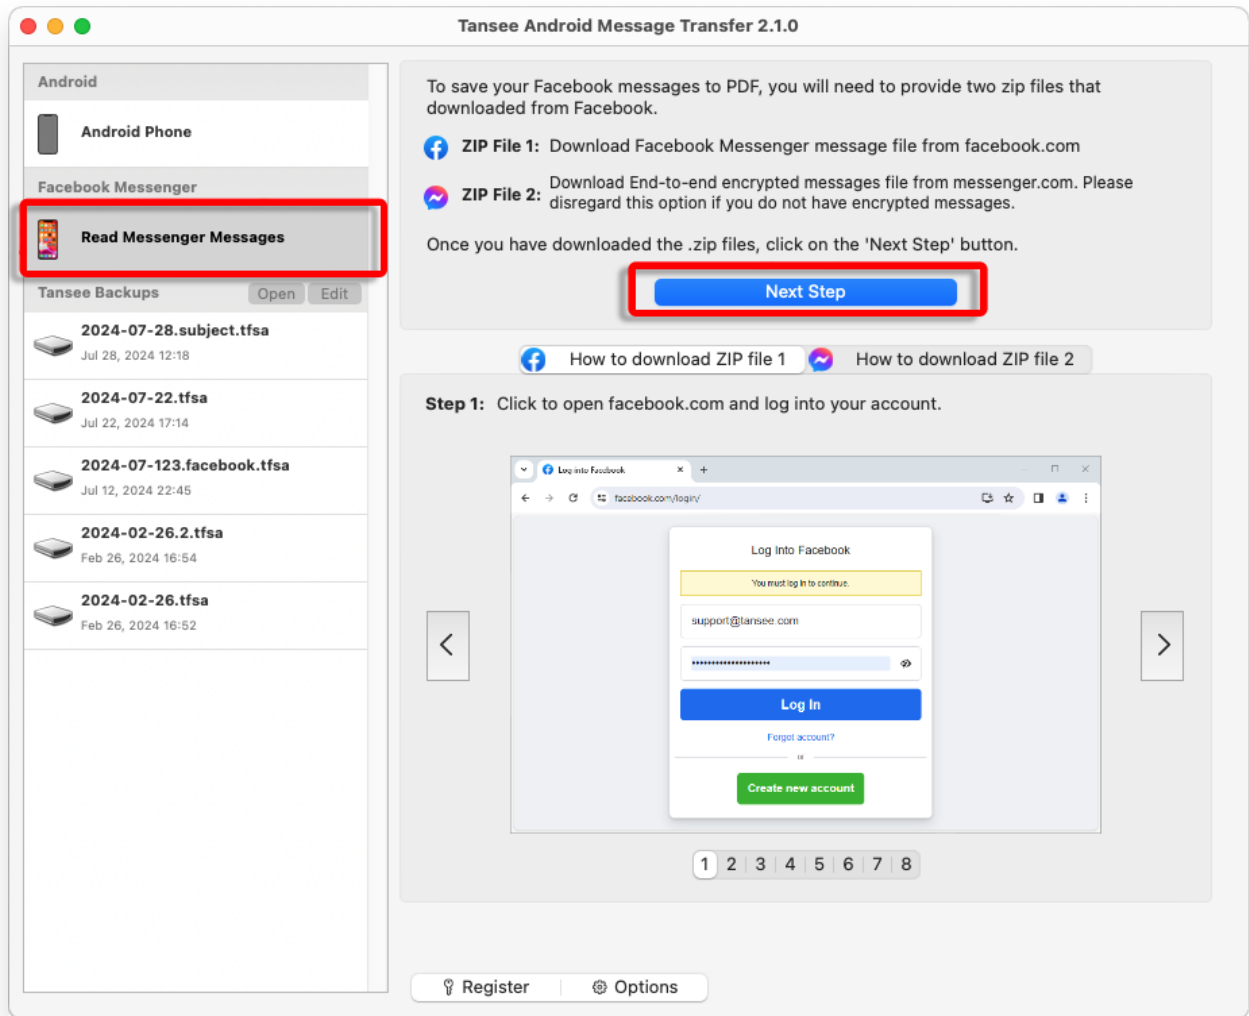 Tansee Android Message Transfer 2.1.0
Android
Android Phone
Facebook Messenger
Read Messenger Messages
Tansee Backups
Open
Edit
2024-07-28.subject.tfsa
Jul 28, 2024 12:18
2024-07-22.tfsa
Jul 22, 2024 17:14
2024-07-123.facebook.tfsa
Jul 12, 2024 22:45
2024-02-26.2.tfsa
Feb 26, 2024 16:54
2024-02-26.tfsa
Feb 26, 2024 16:52
To save your Facebook messages to PDF, you will need to provide two zip files that
downloaded from Facebook.
ZIP File 1: Download Facebook Messenger message file from facebook.com
ZIP File 2: Download End-to-end encrypted messages file from messenger.com. Please
disregard this option if you do not have encrypted messages.
Once you have downloaded the .zip files, click on the 'Next Step' button.
Next Step
How to download ZIP file 1
How to download ZIP file 2
Step 1: Click to open facebook.com and log into your account.
Log into Facebook
facebook.com/login/
Log Into Facebook
You must log in to continue.
support@tansee.com
Log In
Forgot account?
or
Create new account
1 2 3 4 5 6 7 8
Register
Options